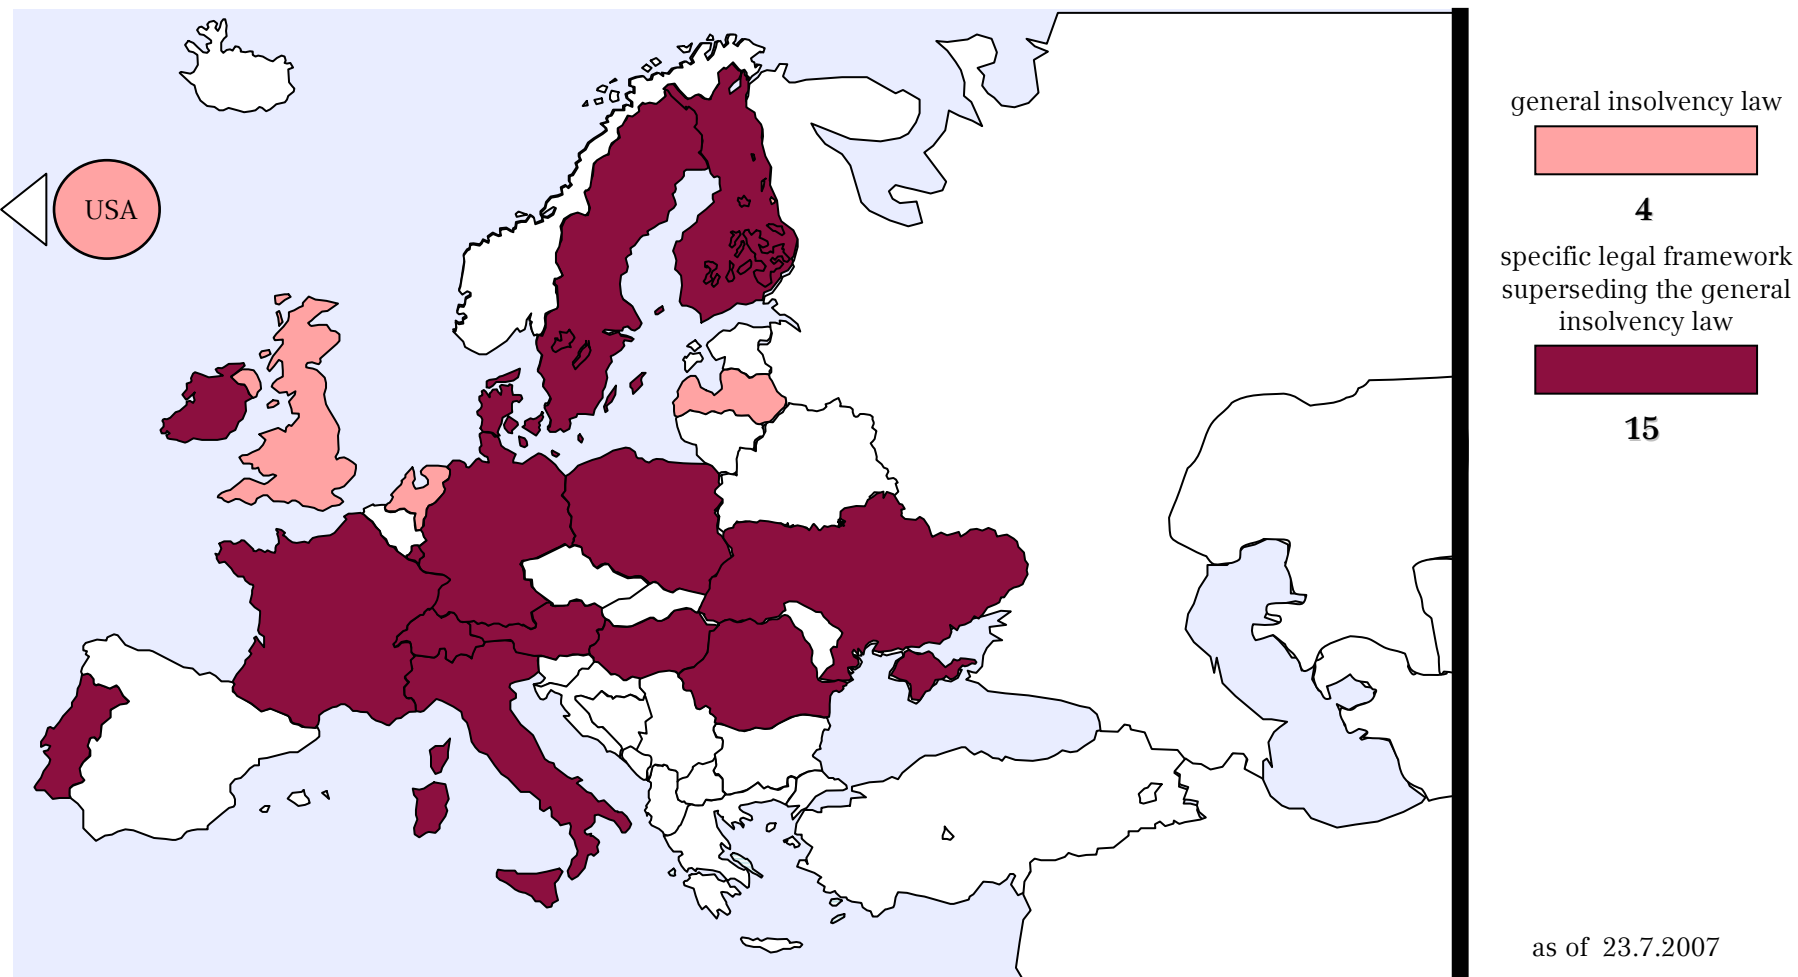 USA
general insolvency law
4
specific legal framework
superseding the general
insolvency law
15
as of 23.7.2007